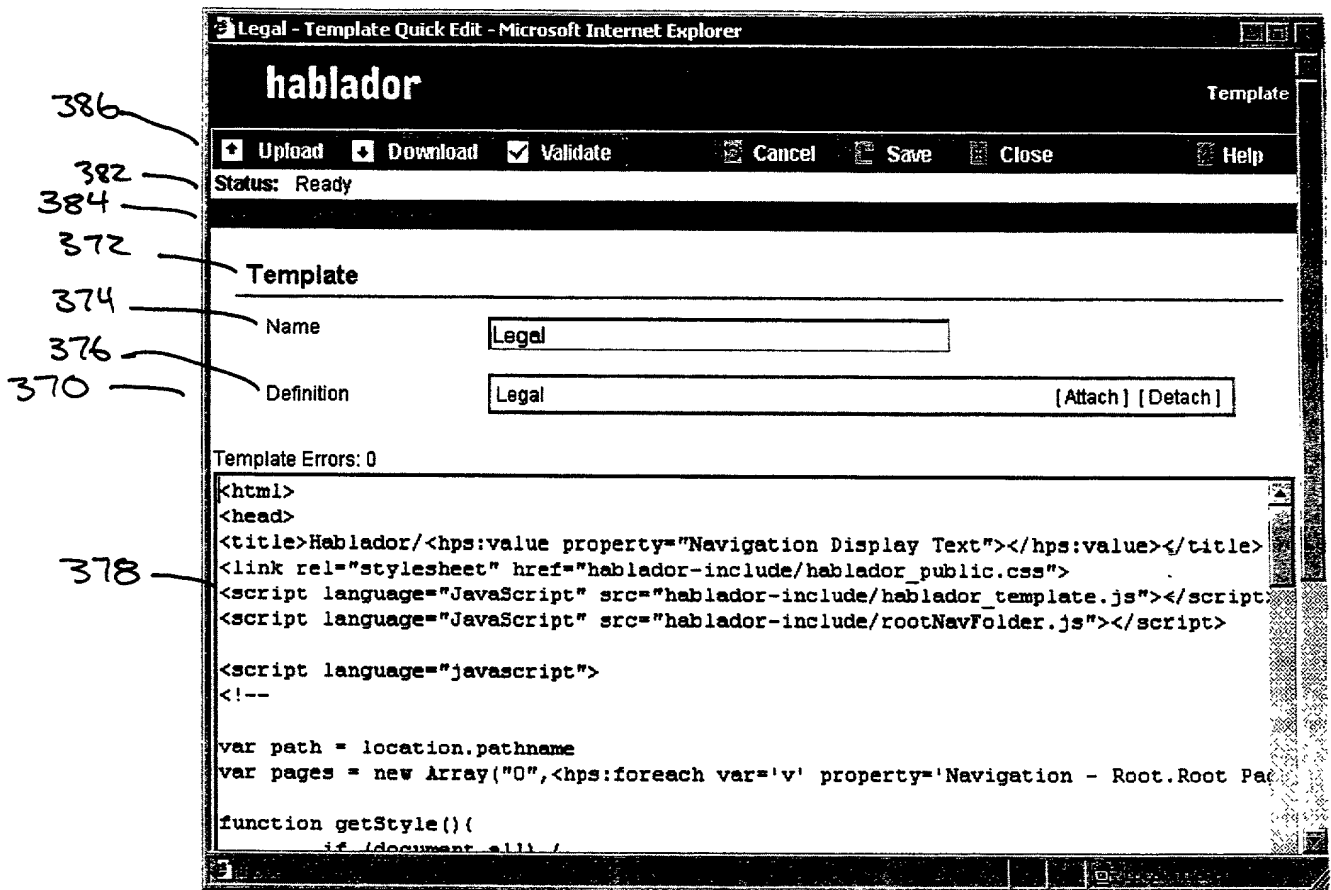 Legal - Template Quick Edit - Microsoft Internet Explorer
hablador
Template
386
Upload Download Validate Cancel Save Close Help
382
Status: Ready
384
372
Template
374
Name Legal
376
370
Definition Legal [ Attach ] [ Detach ]
Template Errors: 0
<html>
<head>
<title>Hablador/<hps:value property="Navigation Display Text"></hps:value></title>
<link rel="stylesheet" href="hablador-include/hablador_public.css">
378
<script language="JavaScript" src="hablador-include/hablador_template.js"></script>
<script language="JavaScript" src="hablador-include/rootNavFolder.js"></script>
<script language="javascript">
<!--
var path = location.pathname
var pages = new Array("0",<hps:foreach var='v' property='Navigation - Root.Root Pa
function getStyle(){
if (document.all) {